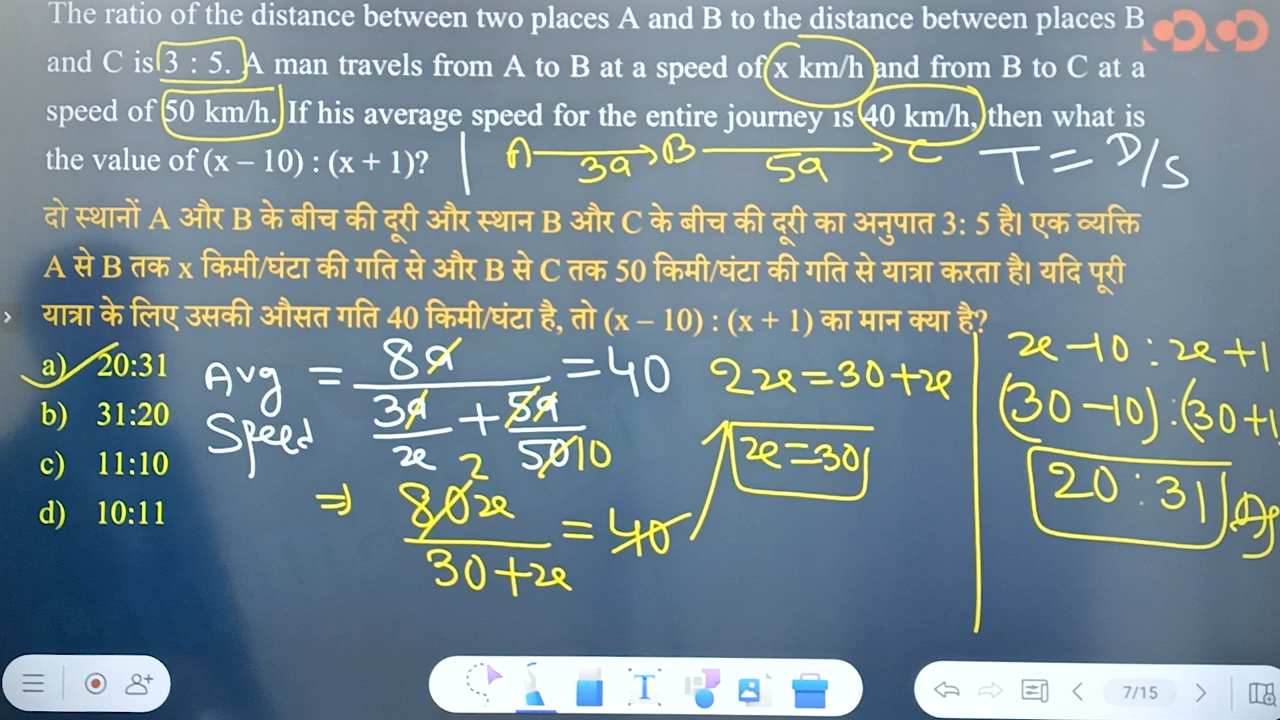 The ratio of the distance between two places A and B to the distance between places B
and C is 3 : 5. A man travels from A to B at a speed of x km/h and from B to C at a
speed of 50 km/h. If his average speed for the entire journey is 40 km/h, then what is
the value of (x – 10) : (x + 1)?
A → B → C
3a 5a
T = D/S
दो स्थानों A और B के बीच की दूरी और स्थान B और C के बीच की दूरी का अनुपात 3: 5 है। एक व्यक्ति
A से B तक x किमी/घंटा की गति से और B से C तक 50 किमी/घंटा की गति से यात्रा करता है। यदि पूरी
यात्रा के लिए उसकी औसत गति 40 किमी/घंटा है, तो (x – 10) : (x + 1) का मान क्या है?
a) 20:31
b) 31:20
c) 11:10
d) 10:11
Avg Speed = 8a / (3a/x + 5a/50) = 40
10
⇒ 80x / (30+x) = 40
2
2x = 30+x
x = 30
x-10 : x+1
(30-10) : (30+1
20 : 31
T
7/15